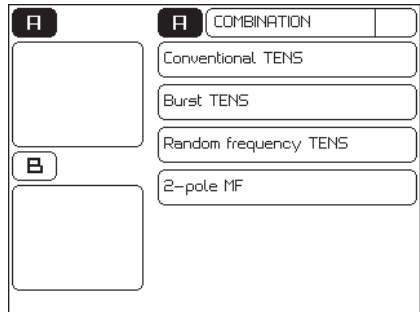 A
A COMBINATION
Conventional TENS
Burst TENS
Random frequency TENS
B
2-pole MF